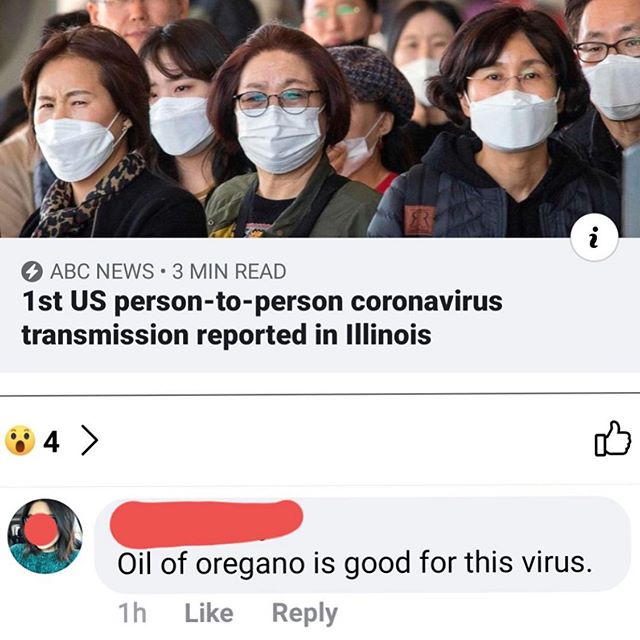 i
ABC NEWS • 3 MIN READ
1st US person-to-person coronavirus
transmission reported in Illinois
4
Oil of oregano is good for this virus.
1h Like Reply